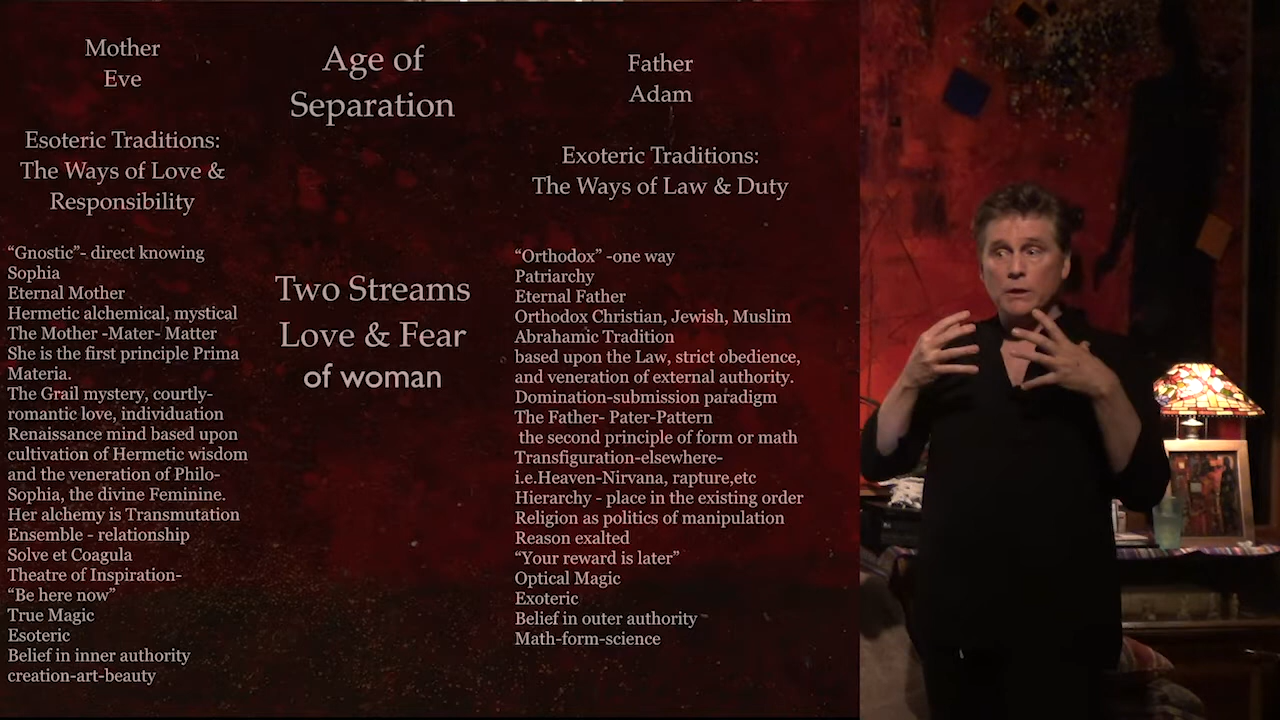 Mother
Eve
Esoteric Traditions:
The Ways of Love &
Responsibility
“Gnostic”- direct knowing
Sophia
Eternal Mother
Hermetic alchemical, mystical
The Mother -Mater- Matter
She is the first principle Prima
Materia.
The Grail mystery, courtly-
romantic love, individuation
Renaissance mind based upon
cultivation of Hermetic wisdom
and the veneration of Philo-
Sophia, the divine Feminine.
Her alchemy is Transmutation
Ensemble - relationship
Solve et Coagula
Theatre of Inspiration-
“Be here now”
True Magic
Esoteric
Belief in inner authority
creation-art-beauty
Age of
Separation
Two Streams
Love & Fear
of woman
Father
Adam
Exoteric Traditions:
The Ways of Law & Duty
“Orthodox” -one way
Patriarchy
Eternal Father
Orthodox Christian, Jewish, Muslim
Abrahamic Tradition
based upon the Law, strict obedience,
and veneration of external authority.
Domination-submission paradigm
The Father- Pater-Pattern
the second principle of form or math
Transfiguration-elsewhere-
i.e.Heaven-Nirvana, rapture,etc
Hierarchy - place in the existing order
Religion as politics of manipulation
Reason exalted
“Your reward is later”
Optical Magic
Exoteric
Belief in outer authority
Math-form-science